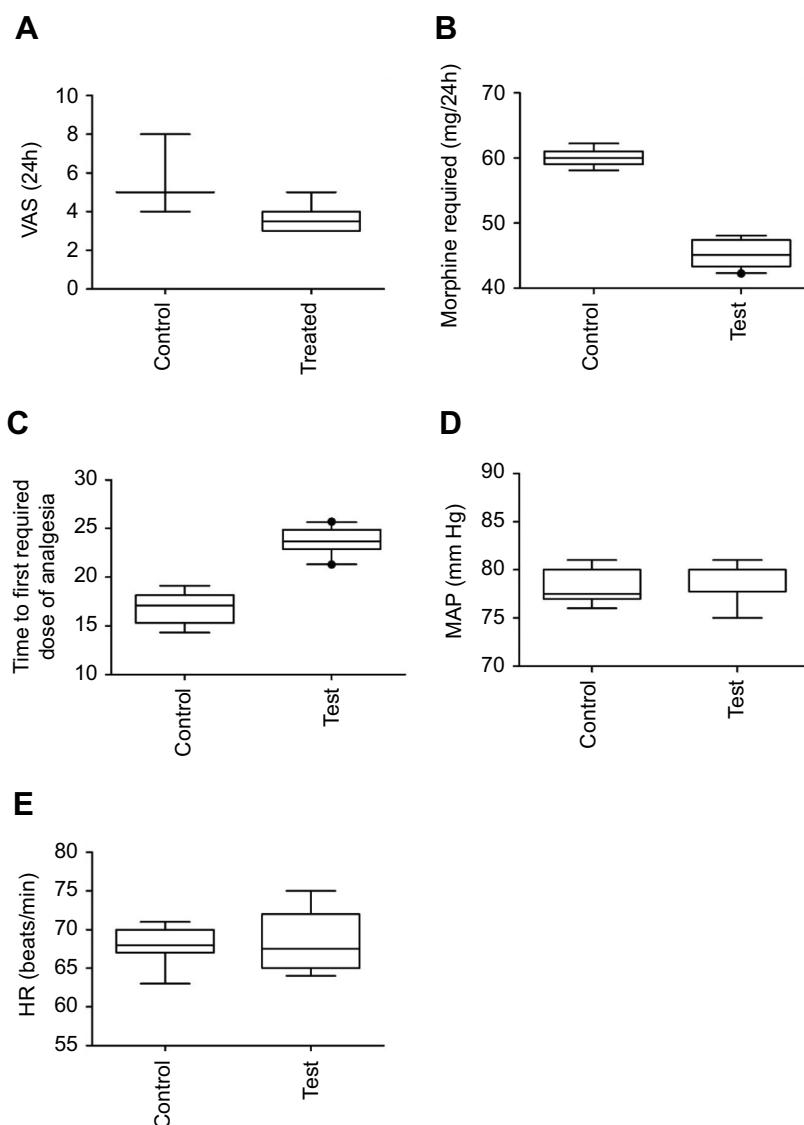 A
VAS (24h)
10
8
6
4
2
0
Control
Treated
B
Morphine required (mg/24h)
70
60
50
40
Control
Test
C
Time to first required
dose of analgesia
30
25
20
15
10
Control
Test
D
MAP (mm Hg)
90
85
80
75
70
Control
Test
E
HR (beats/min)
80
75
70
65
60
55
Control
Test